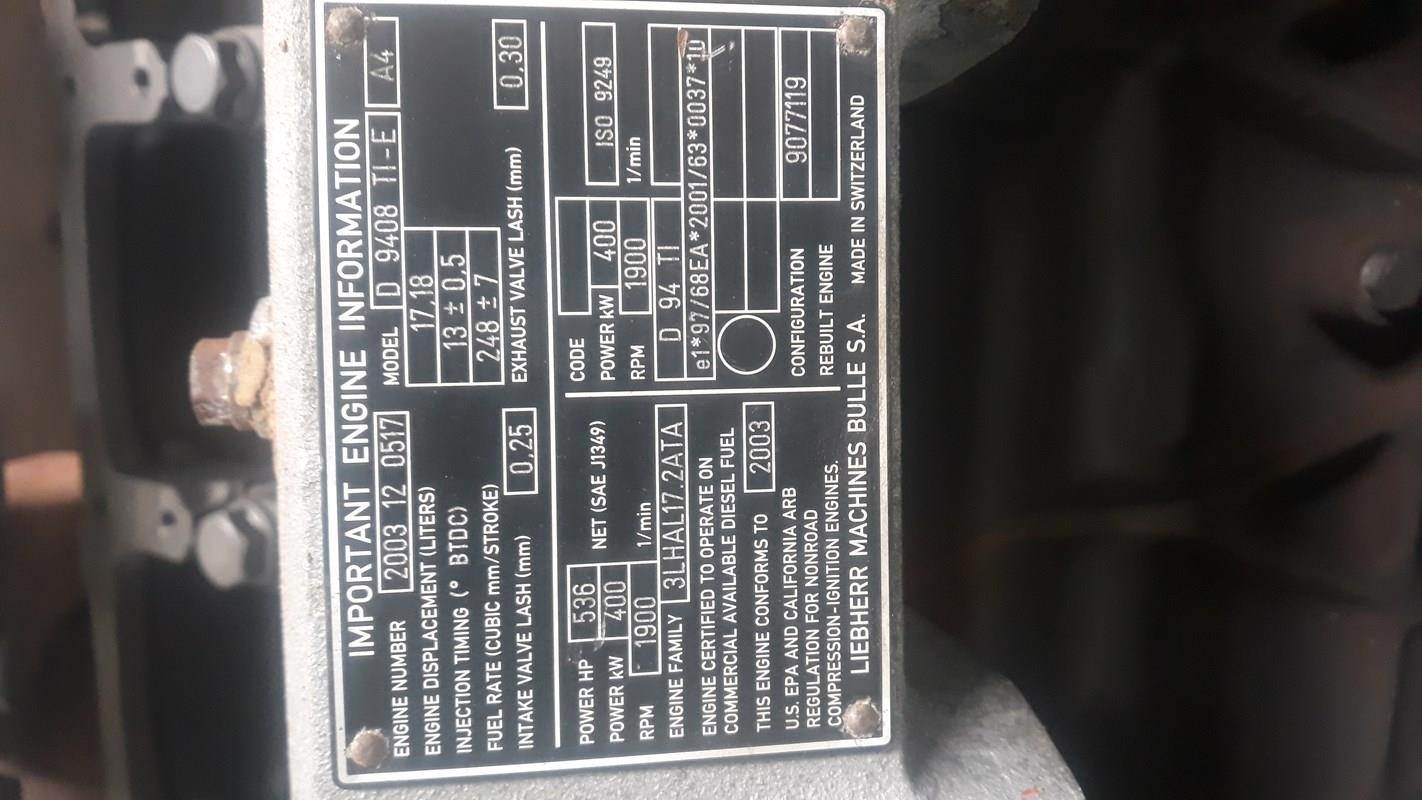 IMPORTANT ENGINE INFORMATION
ENGINE NUMBER 2003 12 0517 MODEL D 9408 TI-E A4
ENGINE DISPLACEMENT (LITERS) 17.18
INJECTION TIMING (° BTDC) 13 ± 0,5
FUEL RATE (CUBIC mm/STROKE) 248 ± 7
INTAKE VALVE LASH (mm) 0,25 EXHAUST VALVE LASH (mm) 0,30
POWER HP 536 NET (SAE J1349)
POWER kW 400
RPM 1900 1/min
ENGINE FAMILY 3LHAL17.2ATA
ENGINE CERTIFIED TO OPERATE ON
COMMERCIAL AVAILABLE DIESEL FUEL
THIS ENGINE CONFORMS TO 2003
U.S. EPA AND CALIFORNIA ARB
REGULATION FOR NONROAD
COMPRESSION-IGNITION ENGINES.
CODE
POWER kW 400 ISO 9249
RPM 1900 1/min
D 94 TI
e1*97/68EA*2001/63*0037*10
CONFIGURATION 9077119
REBUILT ENGINE
LIEBHERR MACHINES BULLE S.A. MADE IN SWITZERLAND